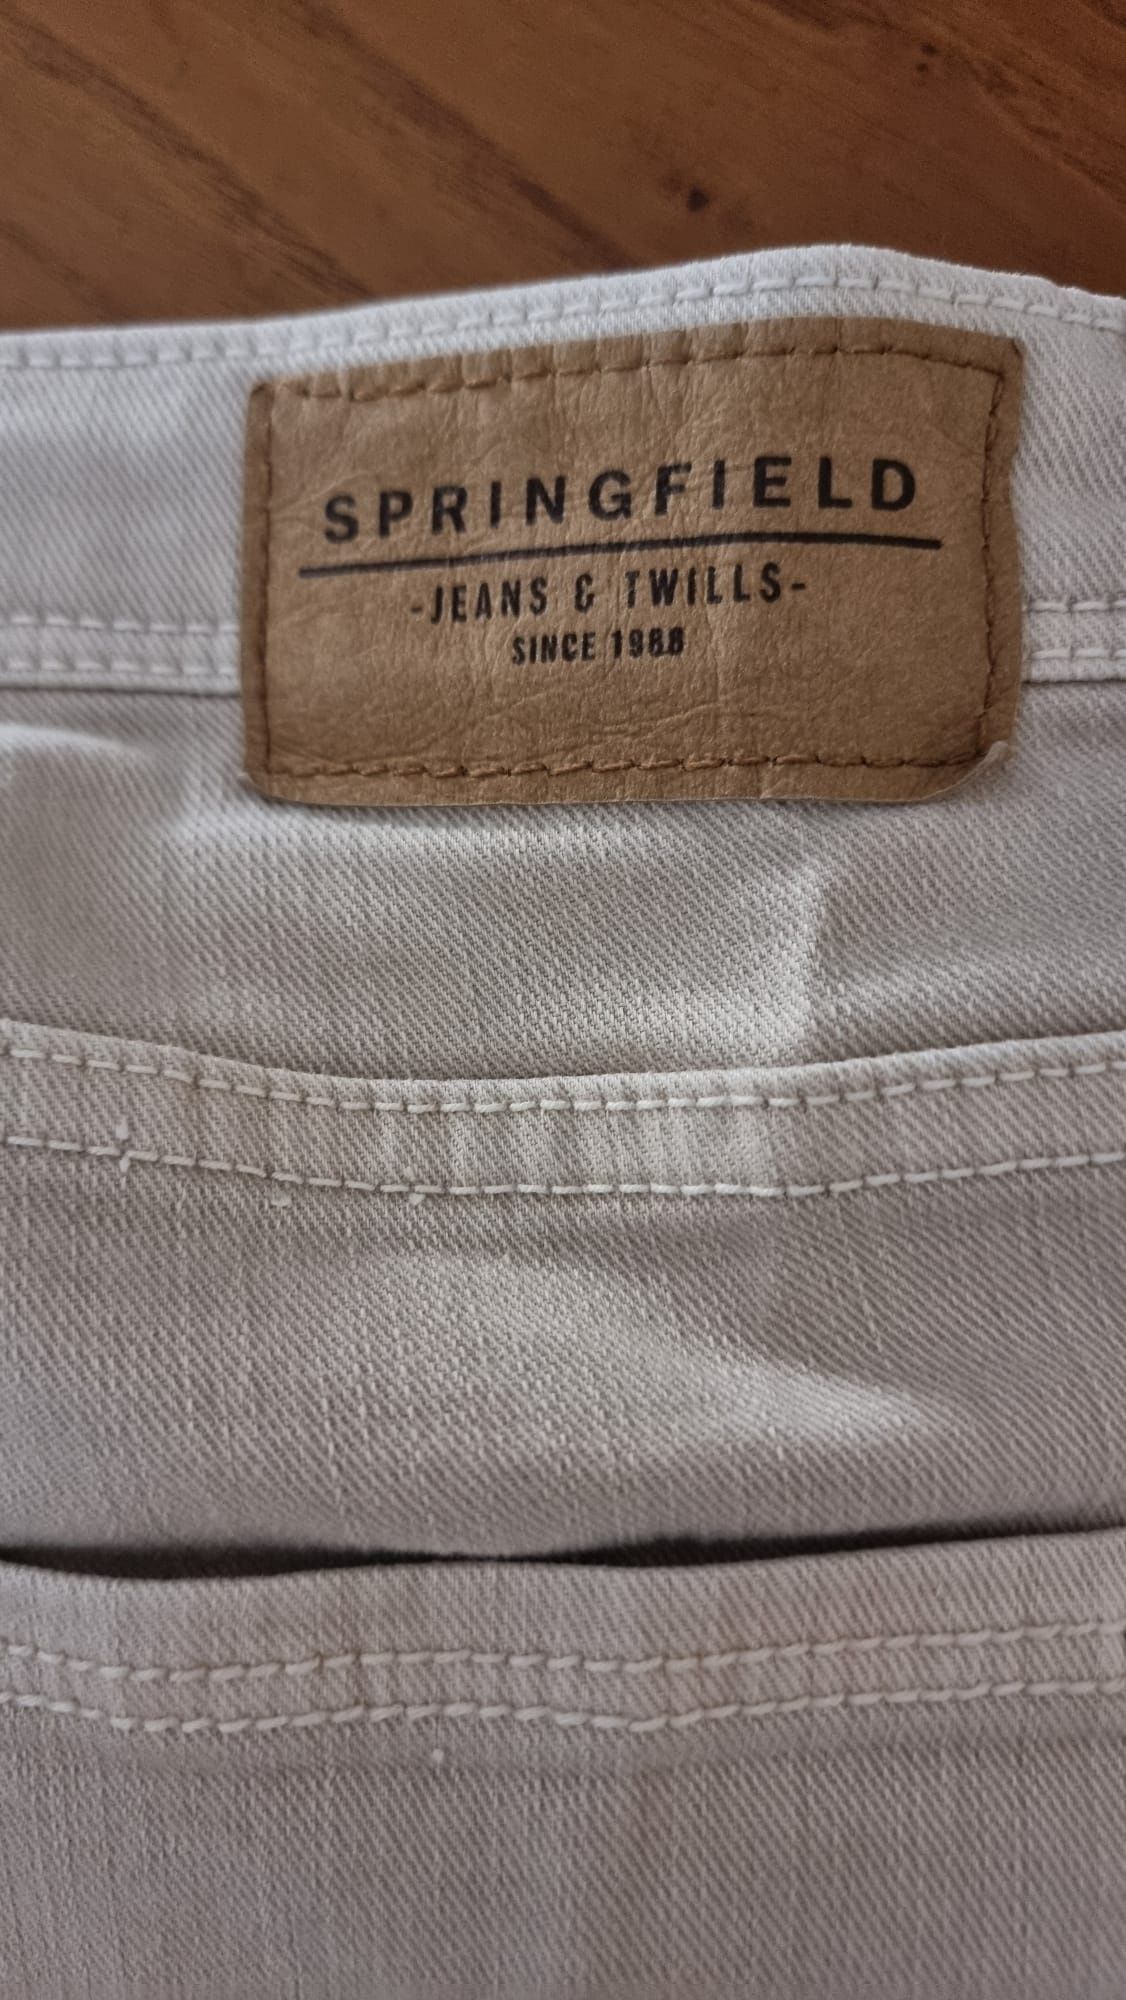 SPRINGFIELD
-JEANS & TWILLS-
SINCE 1988